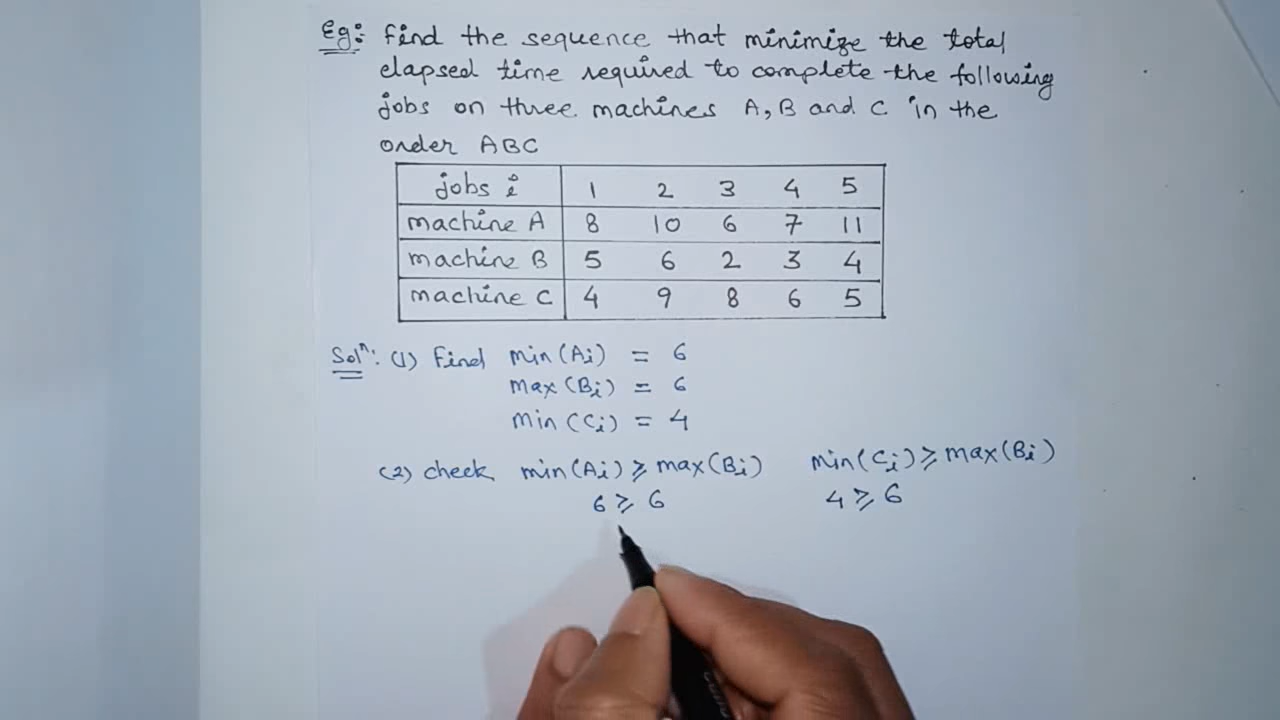 Eg: Find the sequence that minimize the total
elapsed time required to complete the following
jobs on three machines A, B and C in the
order ABC
jobs i 1 2 3 4 5
machine A 8 10 6 7 11
machine B 5 6 2 3 4
machine C 4 9 8 6 5
Solⁿ: (1) Find min(Aᵢ) = 6
max(Bᵢ) = 6
min(Cᵢ) = 4
(2) check min(Aᵢ) ⩾ max(Bᵢ) min(Cᵢ) ⩾ max(Bᵢ)
6 ⩾ 6 4 ⩾ 6